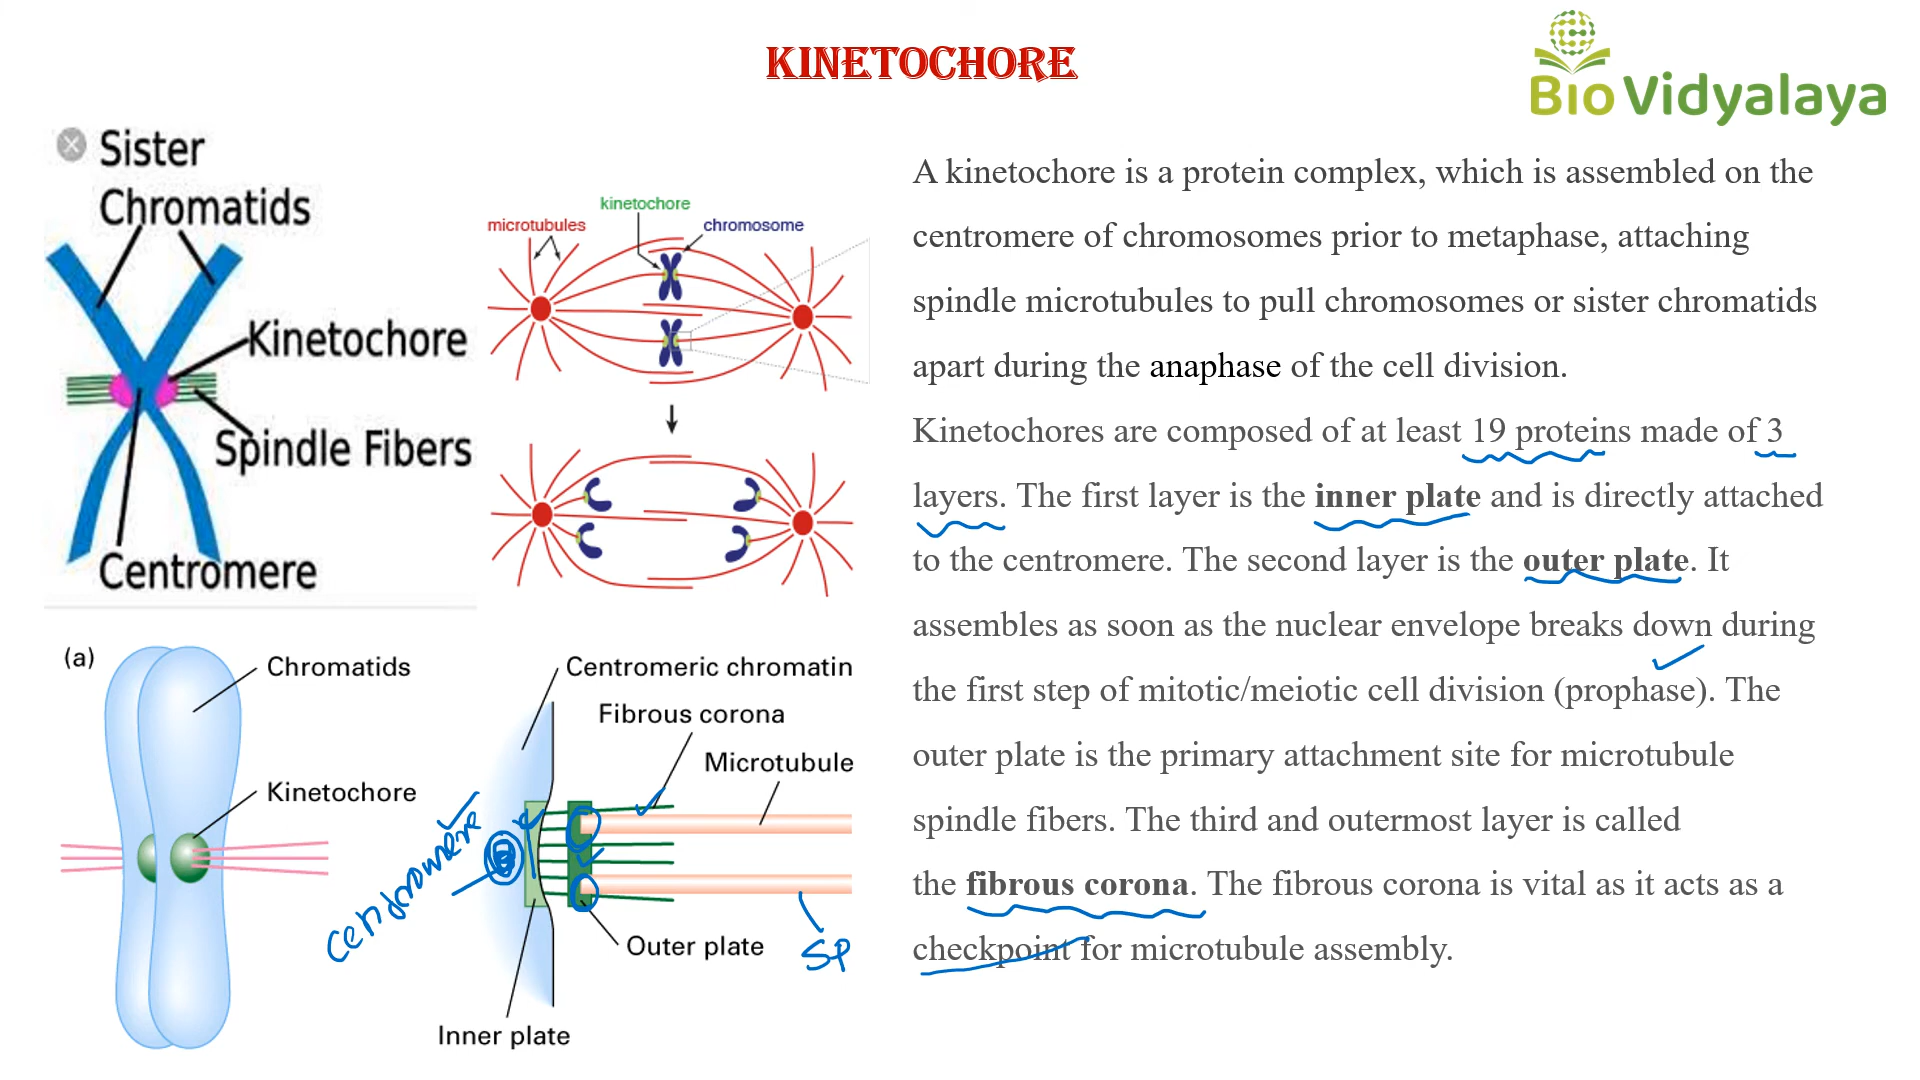 KINETOCHORE
Bio Vidyalaya
Sister
Chromatids
Kinetochore
Spindle Fibers
Centromere
kinetochore
microtubules
chromosome
(a)
Chromatids
Kinetochore
Centromeric chromatin
Fibrous corona
Microtubule
Centromere
Outer plate
SP
Inner plate
A kinetochore is a protein complex, which is assembled on the
centromere of chromosomes prior to metaphase, attaching
spindle microtubules to pull chromosomes or sister chromatids
apart during the anaphase of the cell division.
Kinetochores are composed of at least 19 proteins made of 3
layers. The first layer is the inner plate and is directly attached
to the centromere. The second layer is the outer plate. It
assembles as soon as the nuclear envelope breaks down during
the first step of mitotic/meiotic cell division (prophase). The
outer plate is the primary attachment site for microtubule
spindle fibers. The third and outermost layer is called
the fibrous corona. The fibrous corona is vital as it acts as a
checkpoint for microtubule assembly.